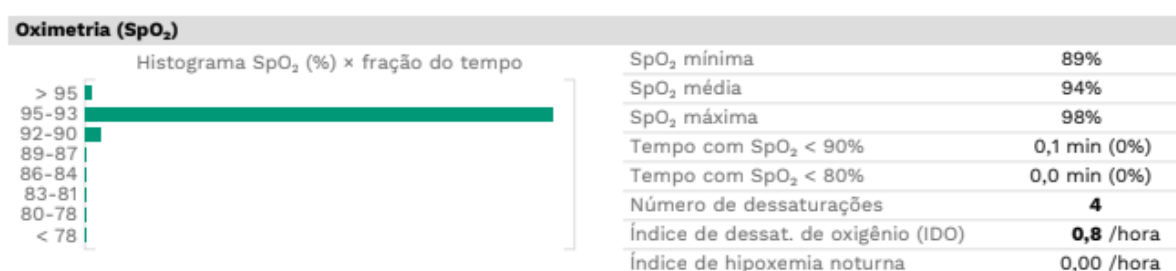 Oximetria (SpO₂)
Histograma SpO₂ (%) × fração do tempo
> 95
95-93
92-90
89-87
86-84
83-81
80-78
< 78
SpO₂ mínima 89%
SpO₂ média 94%
SpO₂ máxima 98%
Tempo com SpO₂ < 90% 0,1 min (0%)
Tempo com SpO₂ < 80% 0,0 min (0%)
Número de dessaturações 4
Índice de dessat. de oxigênio (IDO) 0,8 /hora
Índice de hipoxemia noturna 0,00 /hora